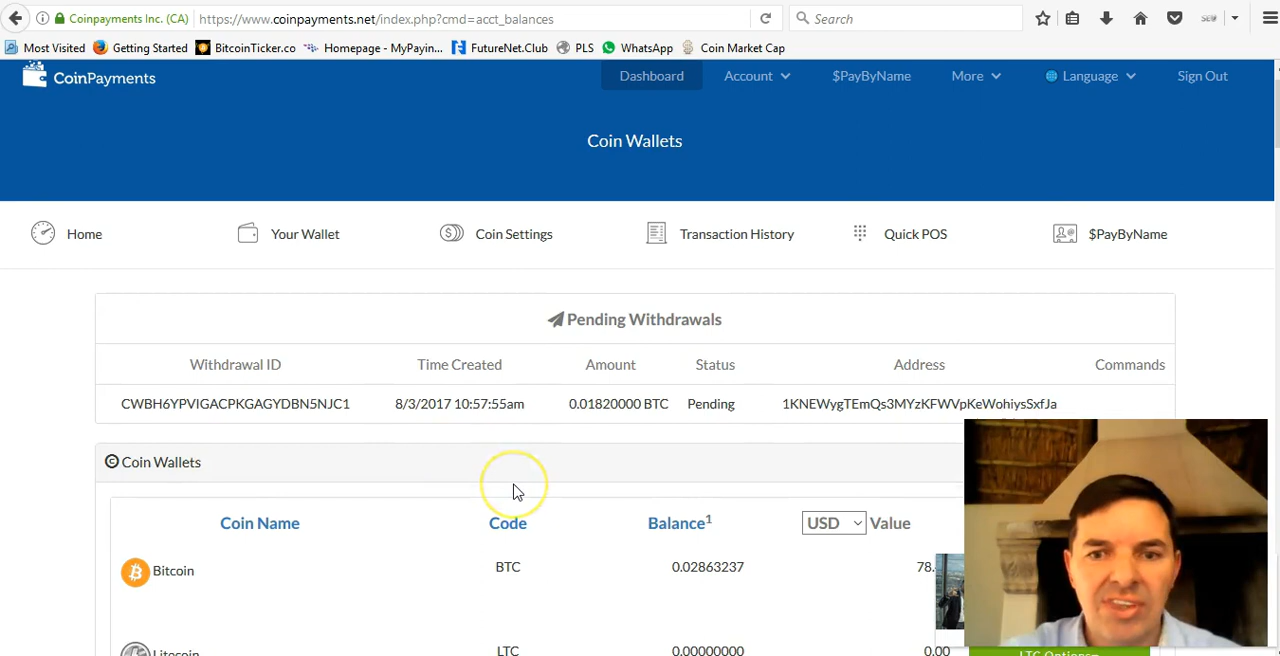 Coinpayments Inc. (CA) https://www.coinpayments.net/index.php?cmd=acct_balances Search
Most Visited Getting Started BitcoinTicker.co Homepage - MyPayin,... FutureNet.Club PLS WhatsApp Coin Market Cap
CoinPayments Dashboard Account $PayByName More Language Sign Out
Coin Wallets
Home Your Wallet Coin Settings Transaction History Quick POS $PayByName
Pending Withdrawals
Withdrawal ID Time Created Amount Status Address Commands
CWBH6YPVIGACPKGAGYDBN5NJC1 8/3/2017 10:57:55am 0.01820000 BTC Pending 1KNEWygTEmQs3MYzKFWVpKeWohiysSxfJa
Coin Wallets
Coin Name Code Balance1 USD Value
Bitcoin BTC 0.02863237 78.
Litecoin LTC 0.00000000 0.00 LTC Options